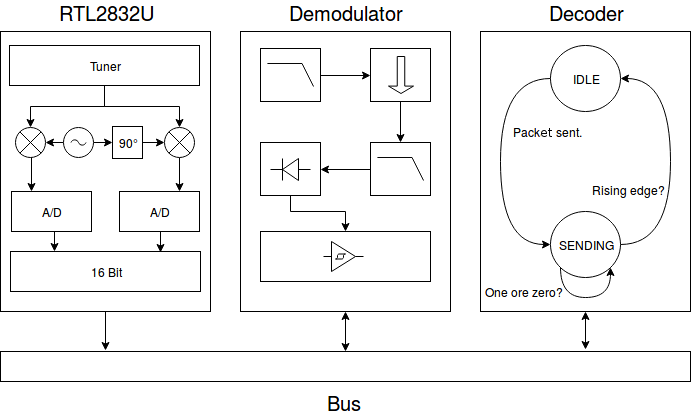 RTL2832U
Demodulator
Decoder
Tuner
90°
A/D
A/D
16 Bit
IDLE
Packet sent.
Rising edge?
SENDING
One ore zero?
Bus